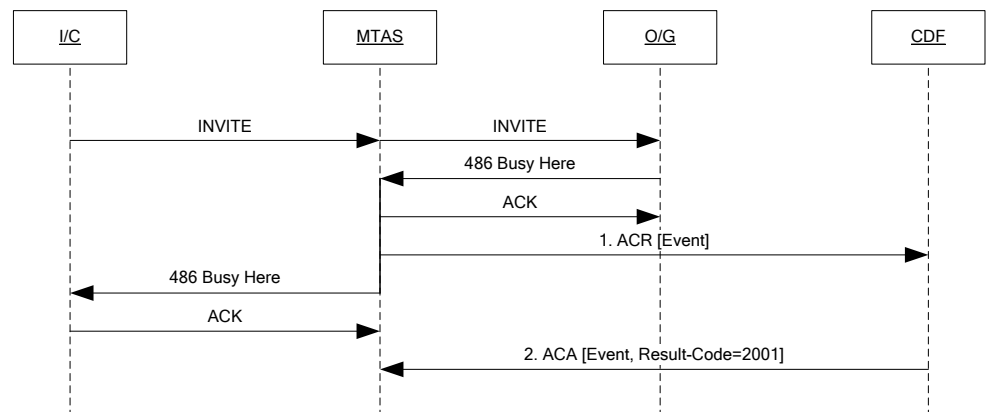 I/C
MTAS
O/G
CDF
INVITE
INVITE
486 Busy Here
ACK
1. ACR [Event]
486 Busy Here
ACK
2. ACA [Event, Result-Code=2001]